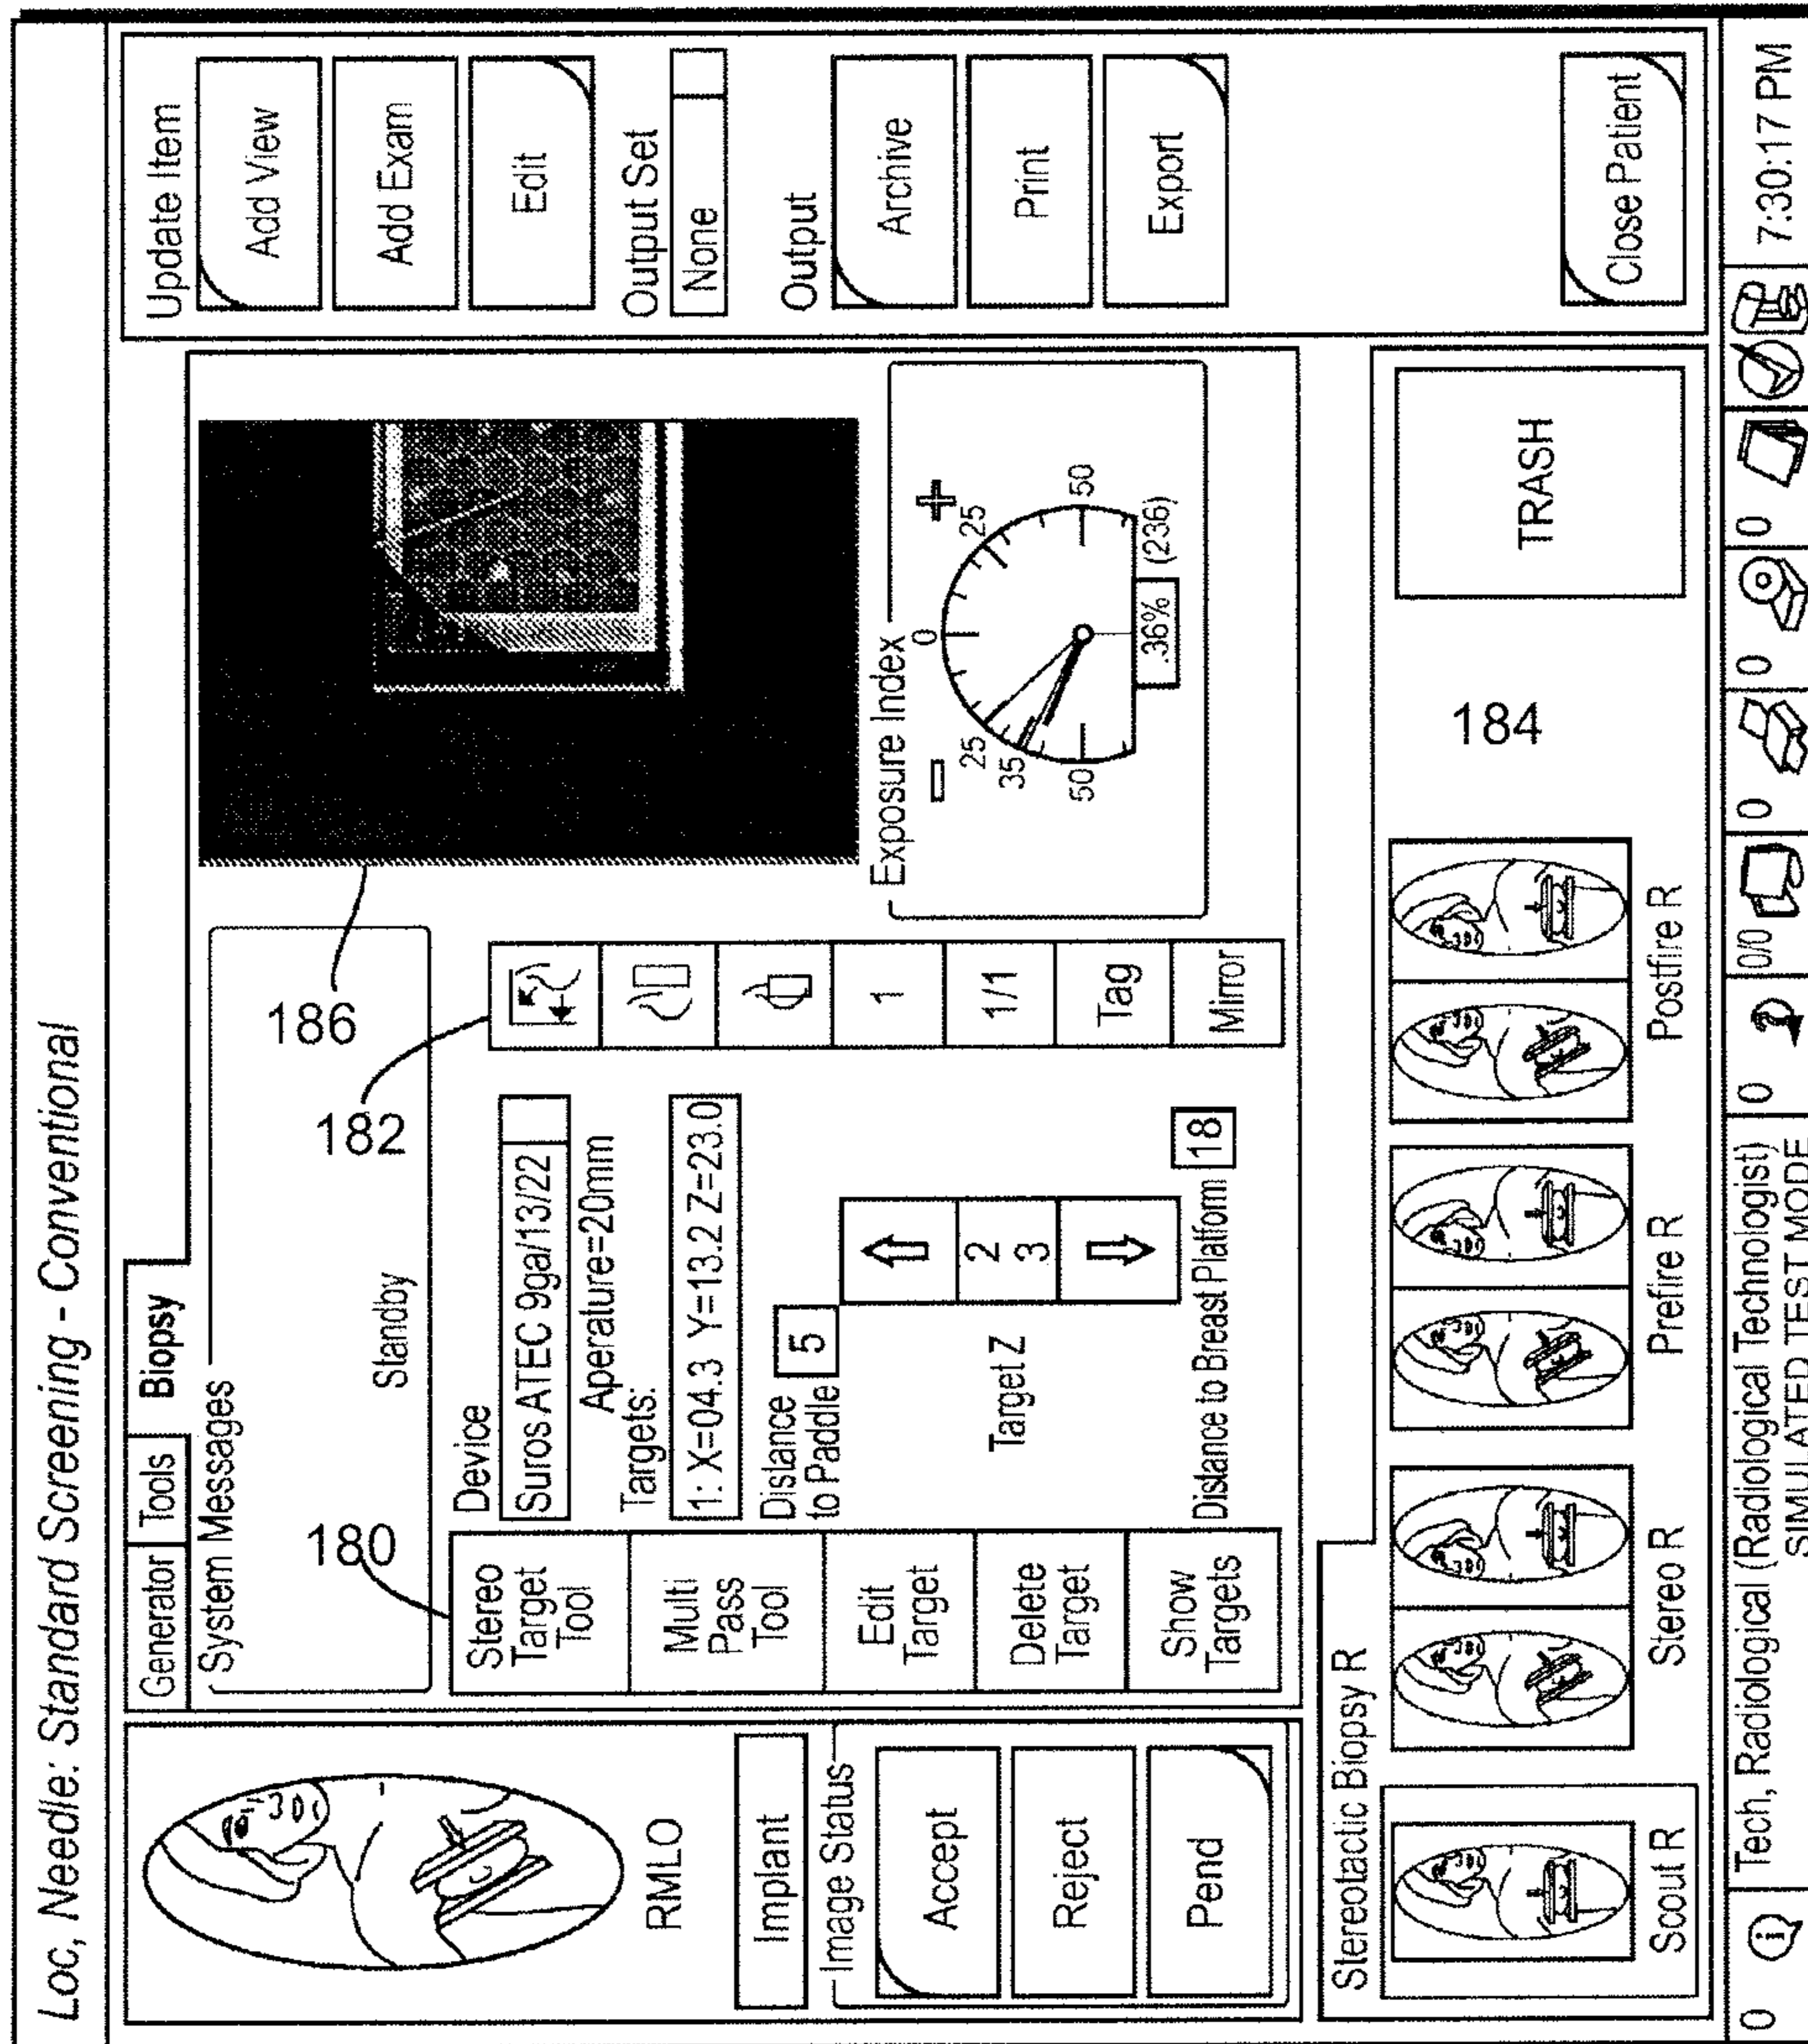 Loc, Needle: Standard Screening - Conventional
RMLO
Implant
Image Status
Accept
Reject
Pend
Generator
Tools
Biopsy
System Messages
Standby
180
182
186
Stereo
Target
Tool
Multi
Pass
Tool
Edit
Target
Delete
Target
Show
Targets
Device
Suros ATEC 9ga/13/22
Aperature=20mm
Targets:
1: X=04.3 Y=13.2 Z=23.0
Distance
to Paddle
5
Target Z
2
3
Distance to Breast Platform
18
1
1/1
Tag
Mirror
Exposure Index
0
25
25
35
50
50
.36%
(236)
Update Item
Add View
Add Exam
Edit
Output Set
None
Output
Archive
Print
Export
Close Patient
Stereotactic Biopsy R
Scout R
Stereo R
Prefire R
Postfire R
184
TRASH
0
Tech, Radiological (Radiological Technologist)
SIMULATED TEST MODE
0
0/0
0
0
0
7:30:17 PM